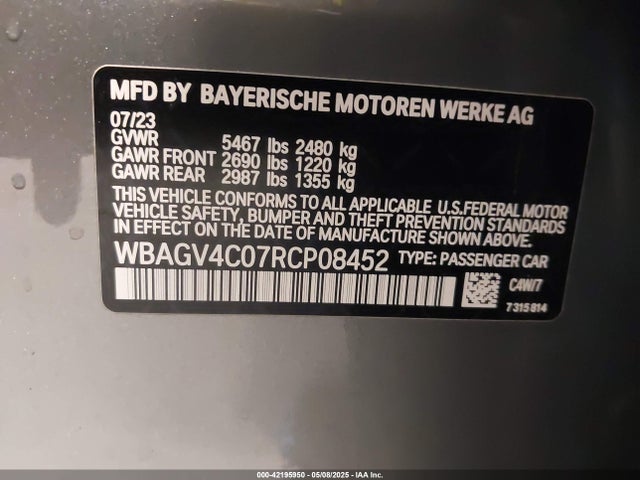 MFD BY BAYERISCHE MOTOREN WERKE AG
07/23
GVWR 5467 lbs 2480 kg
GAWR FRONT 2690 lbs 1220 kg
GAWR REAR 2987 lbs 1355 kg
THIS VEHICLE CONFORMS TO ALL APPLICABLE U.S.FEDERAL MOTOR
VEHICLE SAFETY, BUMPER AND THEFT PREVENTION STANDARDS
IN EFFECT ON THE DATE OF MANUFACTURE SHOWN ABOVE.
WBAGV4C07RCP08452 TYPE: PASSENGER CAR
C4W/7
7315814
000-42195950 - 05/08/2025 - IAA Inc.